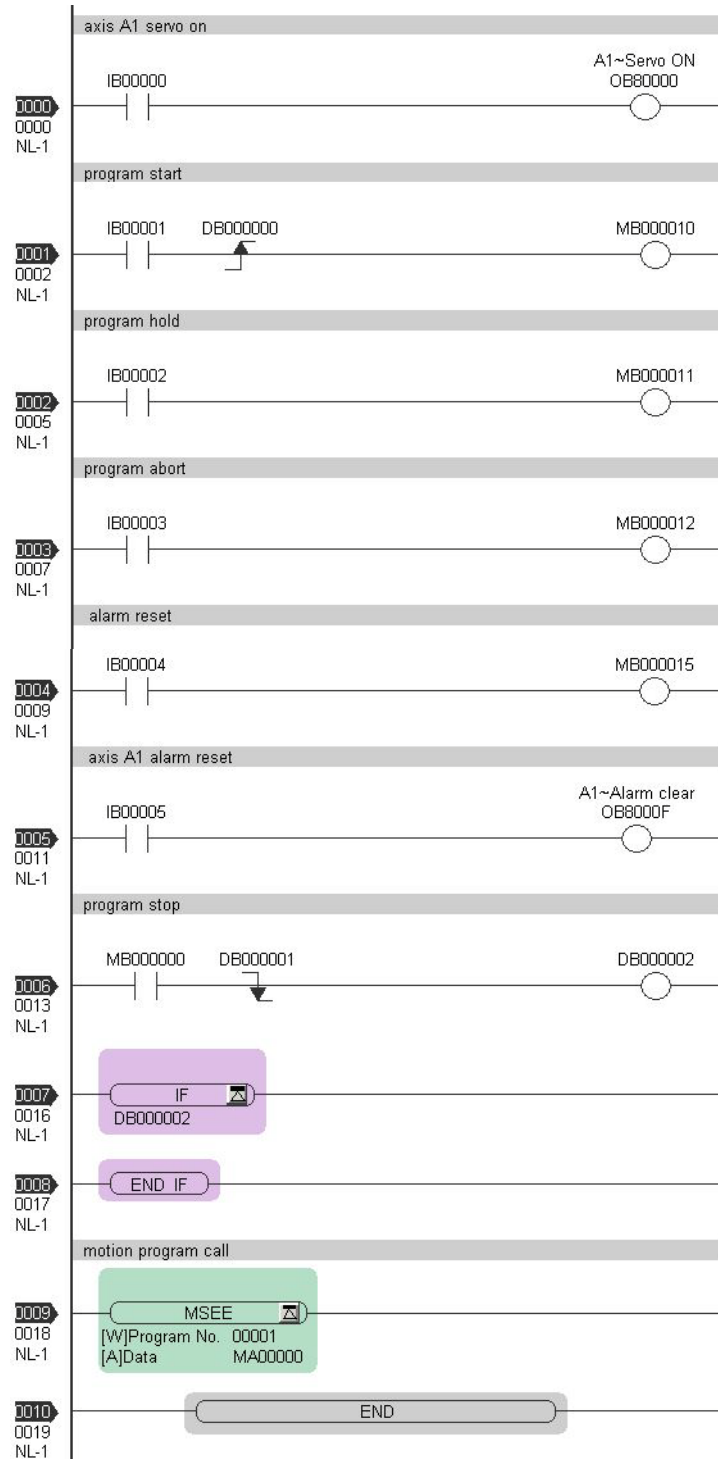 axis A1 servo on
A1~Servo ON
IB00000 OB80000
0000
0000
NL-1
program start
IB00001 DB000000 MB000010
0001
0002
NL-1
program hold
IB00002 MB000011
0002
0005
NL-1
program abort
IB00003 MB000012
0003
0007
NL-1
alarm reset
IB00004 MB000015
0004
0009
NL-1
axis A1 alarm reset
A1~Alarm clear
IB00005 OB8000F
0005
0011
NL-1
program stop
MB000000 DB000001 DB000002
0006
0013
NL-1
0007 IF
0016 DB000002
NL-1
0008 END IF
0017
NL-1
motion program call
0009 MSEE
0018 [W]Program No. 00001
NL-1 [A]Data MA00000
0010 END
0019
NL-1